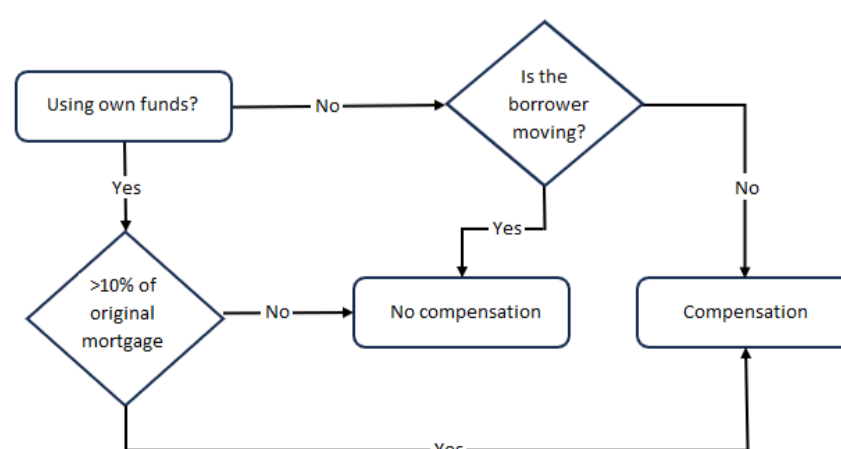 Is the
borrower
moving?
Using own funds?
No
Yes
No
Yes
>10% of
original
mortgage
No
No compensation
Compensation
Yes